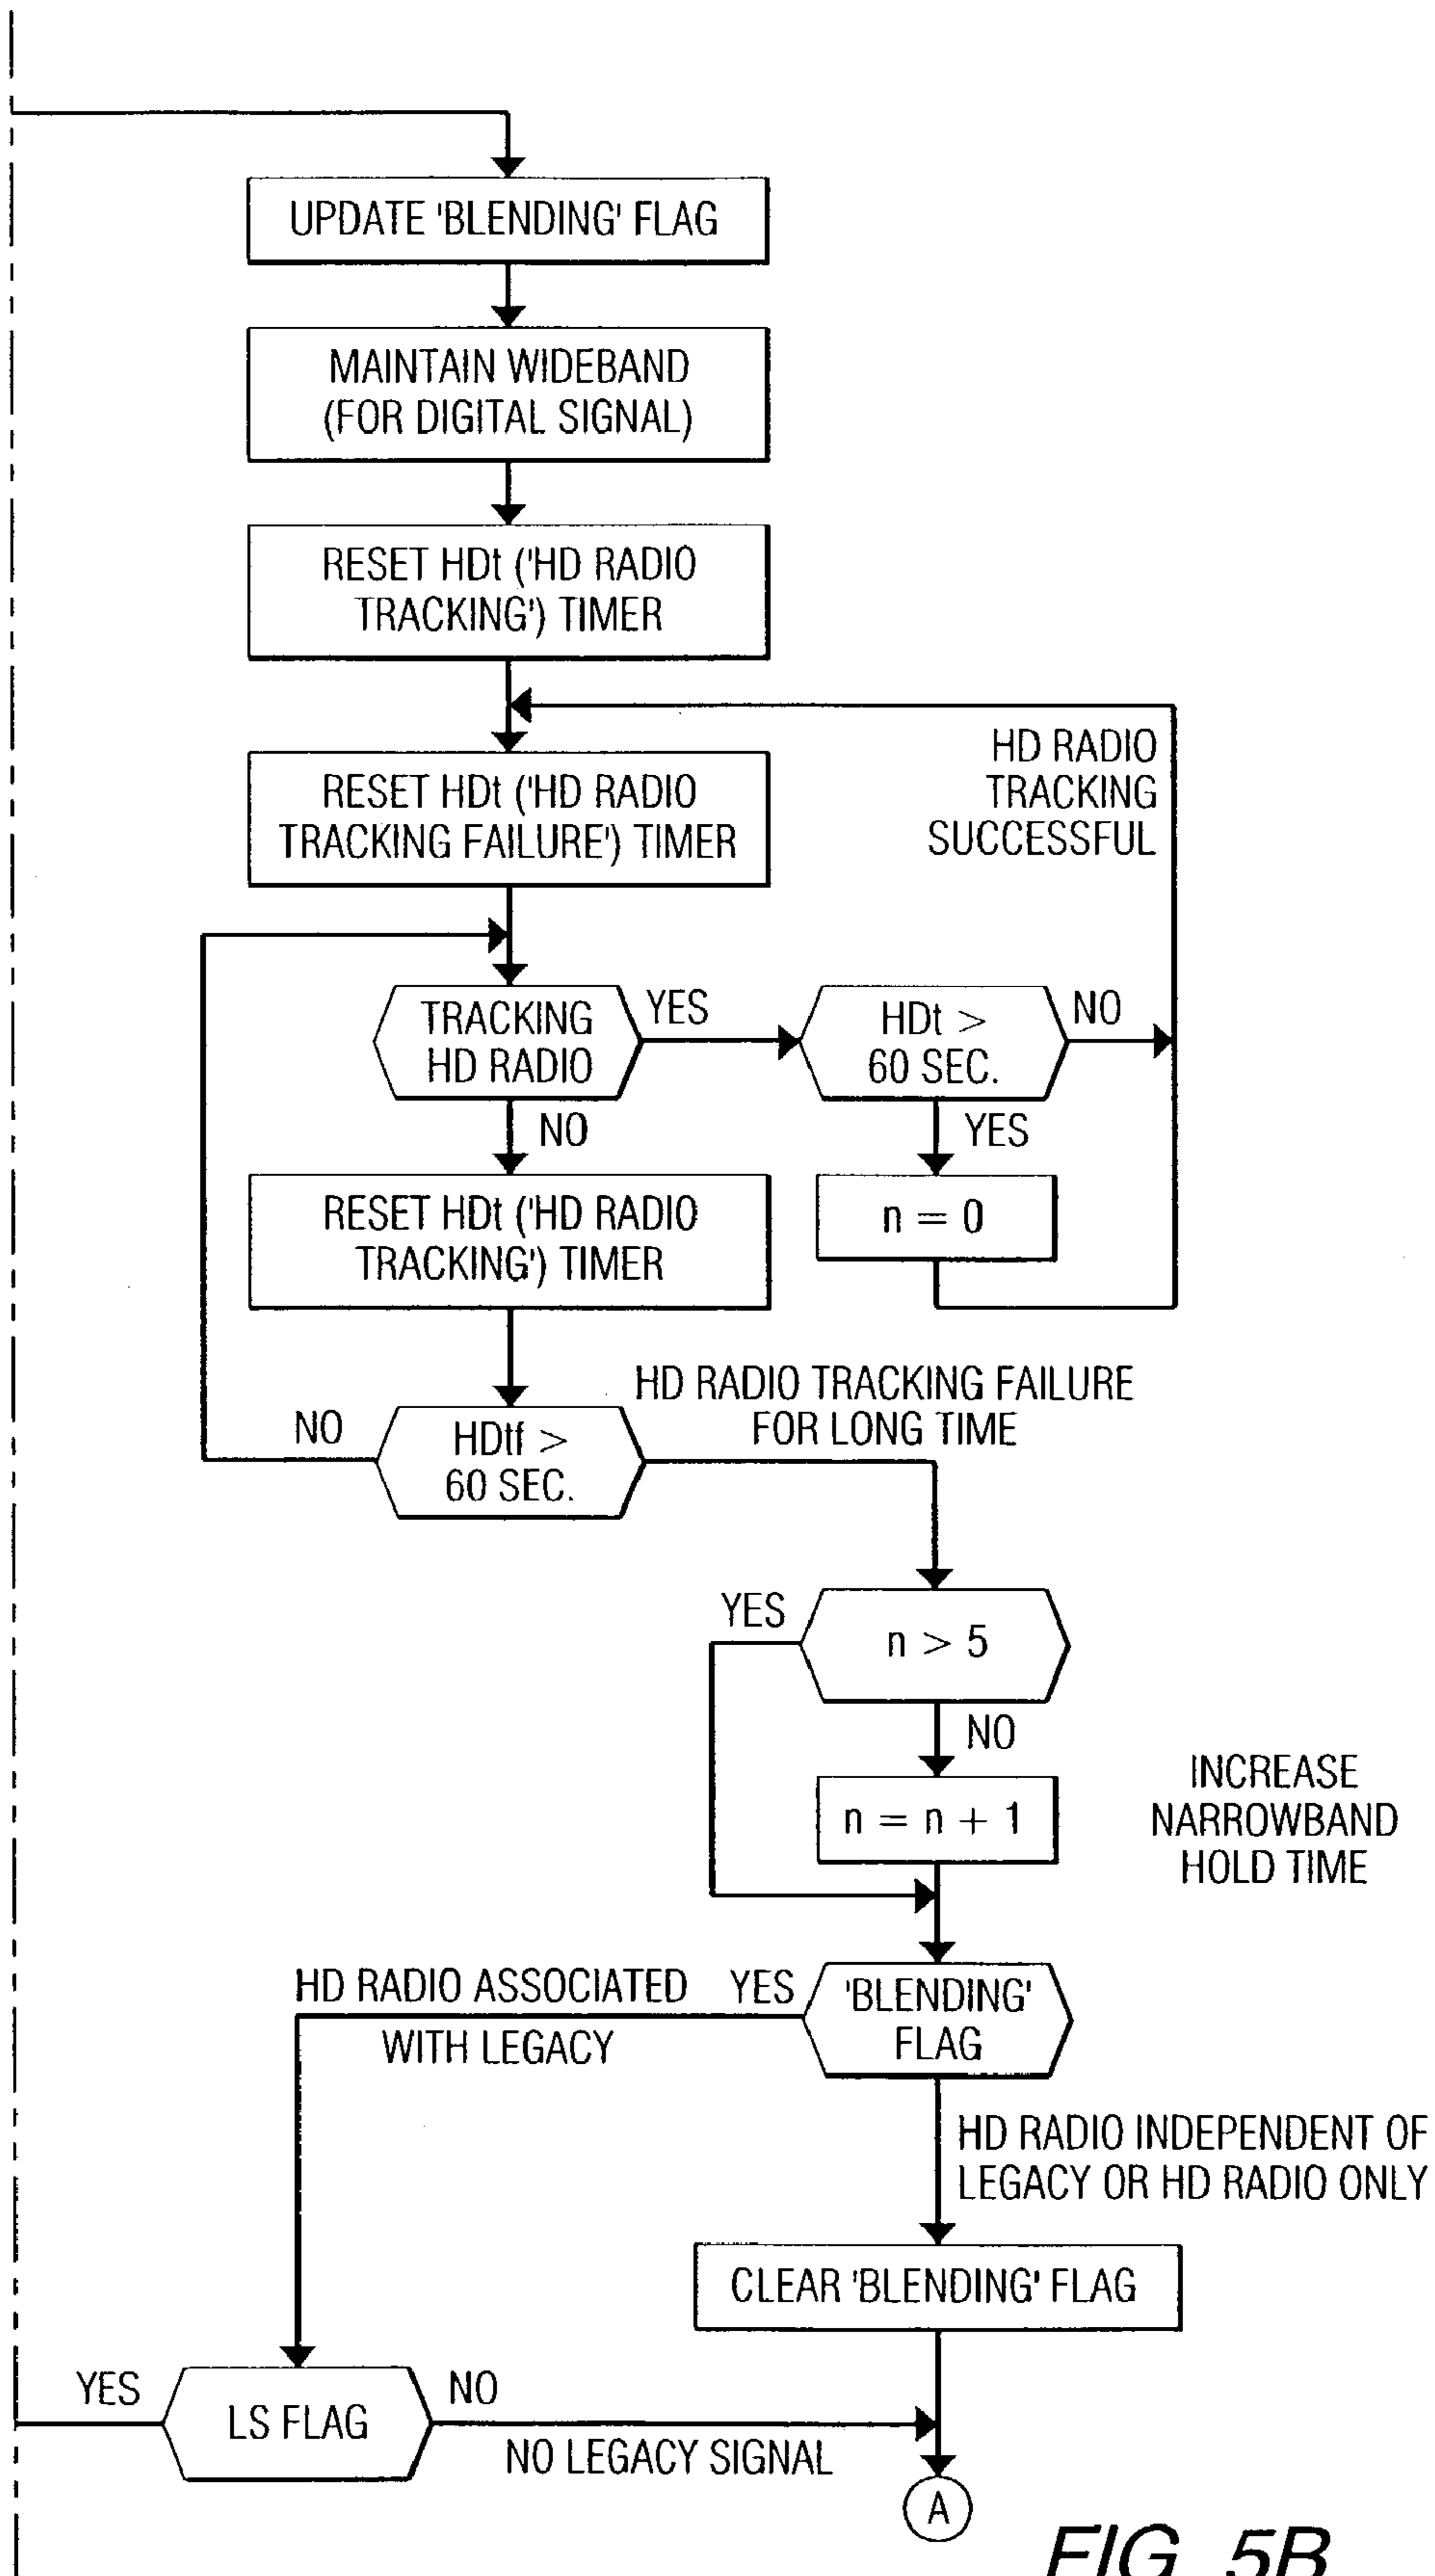 UPDATE 'BLENDING' FLAG
MAINTAIN WIDEBAND
(FOR DIGITAL SIGNAL)
RESET HDt ('HD RADIO
TRACKING') TIMER
HD RADIO
TRACKING
SUCCESSFUL
RESET HDt ('HD RADIO
TRACKING FAILURE') TIMER
TRACKING
HD RADIO
YES
HDt >
60 SEC.
NO
NO
YES
RESET HDt ('HD RADIO
TRACKING') TIMER
n = 0
HD RADIO TRACKING FAILURE
FOR LONG TIME
NO
HDtf >
60 SEC.
YES
n > 5
NO
n = n + 1
INCREASE
NARROWBAND
HOLD TIME
HD RADIO ASSOCIATED
WITH LEGACY
YES
'BLENDING'
FLAG
HD RADIO INDEPENDENT OF
LEGACY OR HD RADIO ONLY
CLEAR 'BLENDING' FLAG
YES
LS FLAG
NO
NO LEGACY SIGNAL
A
FIG. 5B